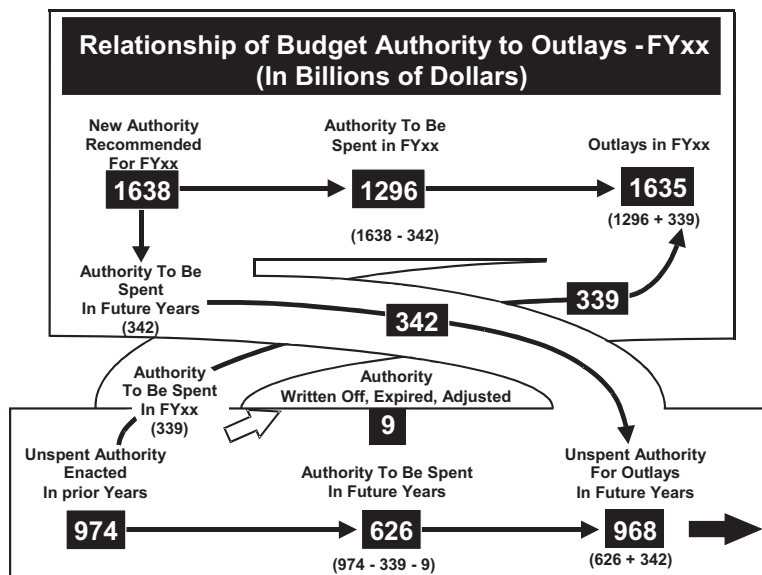 Relationship of Budget Authority to Outlays - FYxx
(In Billions of Dollars)
New Authority
Recommended
For FYxx
1638
Authority To Be
Spent in FYxx
1296
(1638 - 342)
Outlays in FYxx
1635
(1296 + 339)
Authority To Be
Spent
In Future Years
(342)
342
339
Authority
To Be Spent
In FYxx
(339)
Authority
Written Off, Expired, Adjusted
9
Unspent Authority
Enacted
In prior Years
974
Authority To Be Spent
In Future Years
626
(974 - 339 - 9)
Unspent Authority
For Outlays
In Future Years
968
(626 + 342)